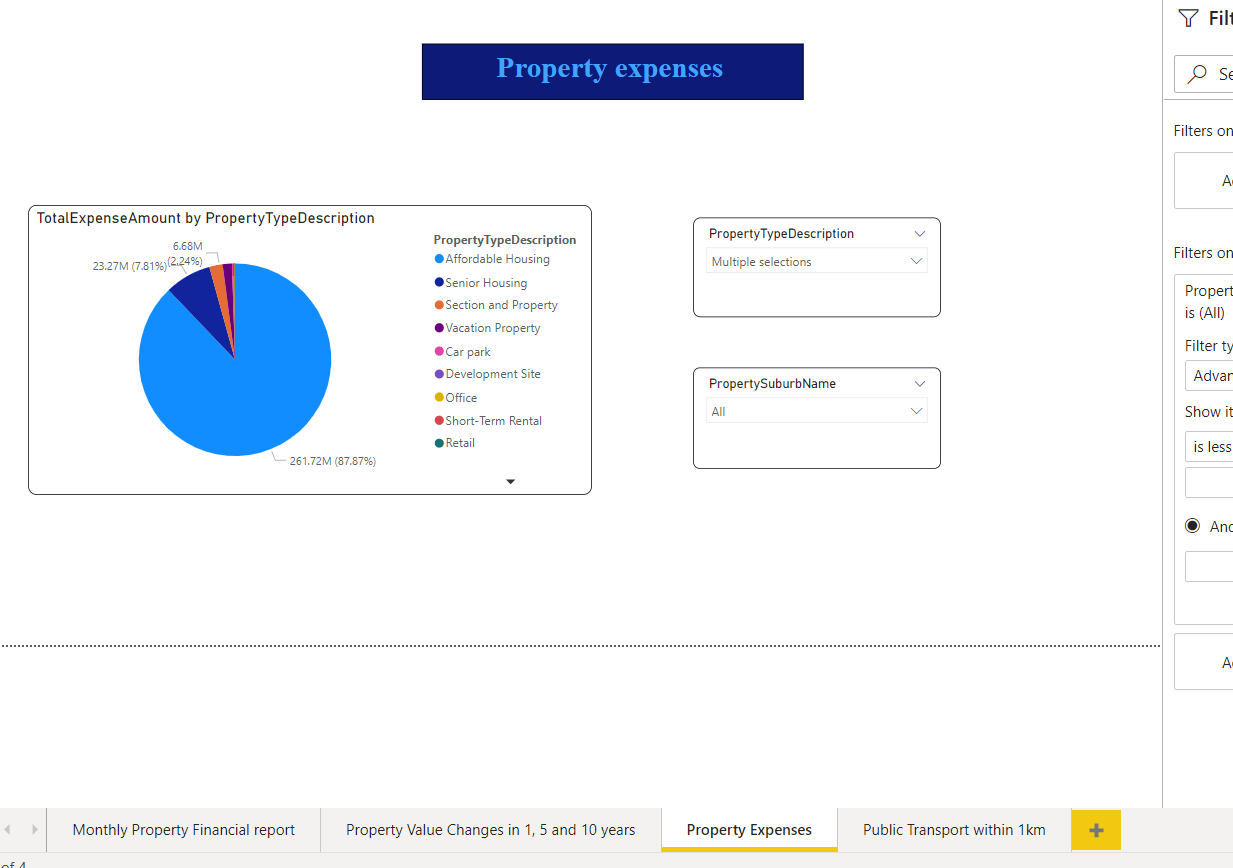 Property expenses
TotalExpenseAmount by PropertyTypeDescription
6.68M
(2.24%)
23.27M (7.81%)
261.72M (87.87%)
PropertyTypeDescription
Affordable Housing
Senior Housing
Section and Property
Vacation Property
Car park
Development Site
Office
Short-Term Rental
Retail
PropertyTypeDescription
Multiple selections
PropertySuburbName
All
Filt
Se
Filters on
Ad
Filters on
Propert
is (All)
Filter ty
Advan
Show it
is less
And
Ad
Monthly Property Financial report
Property Value Changes in 1, 5 and 10 years
Property Expenses
Public Transport within 1km
of 4